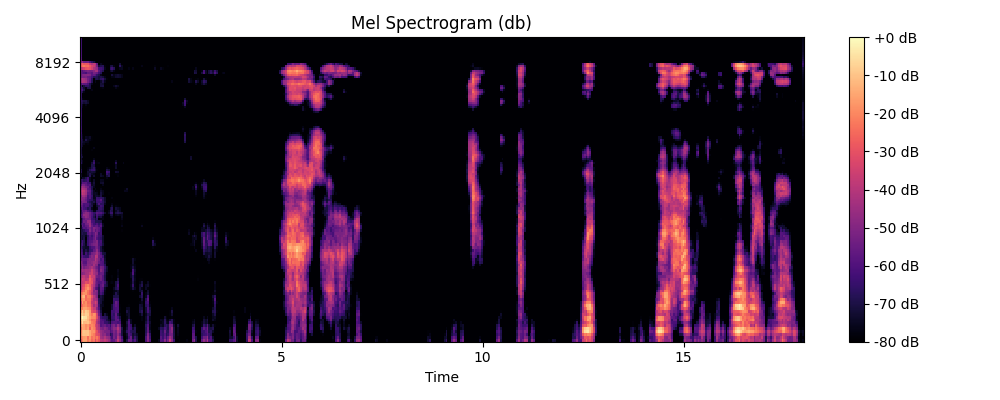 Mel Spectrogram (db)
8192
4096
2048
1024
512
0
Hz
0 5 10 15
Time
+0 dB
-10 dB
-20 dB
-30 dB
-40 dB
-50 dB
-60 dB
-70 dB
-80 dB